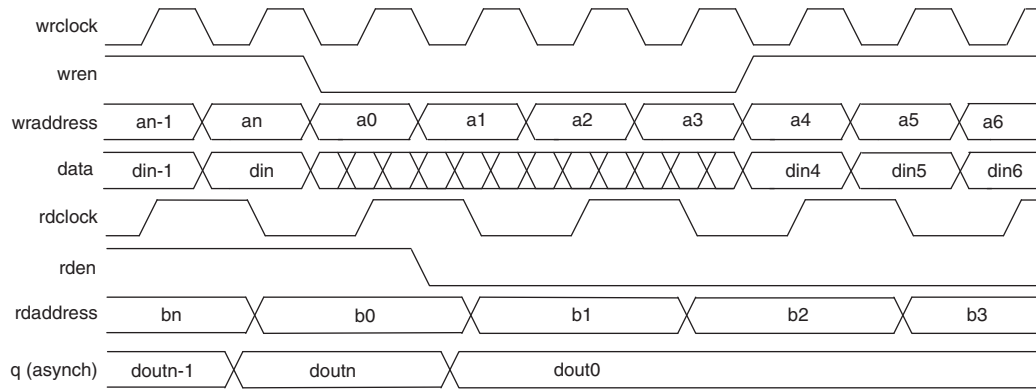 wrclock
wren
wraddress an-1 an a0 a1 a2 a3 a4 a5 a6
data din-1 din din4 din5 din6
rdclock
rden
rdaddress bn b0 b1 b2 b3
q (asynch) doutn-1 doutn dout0